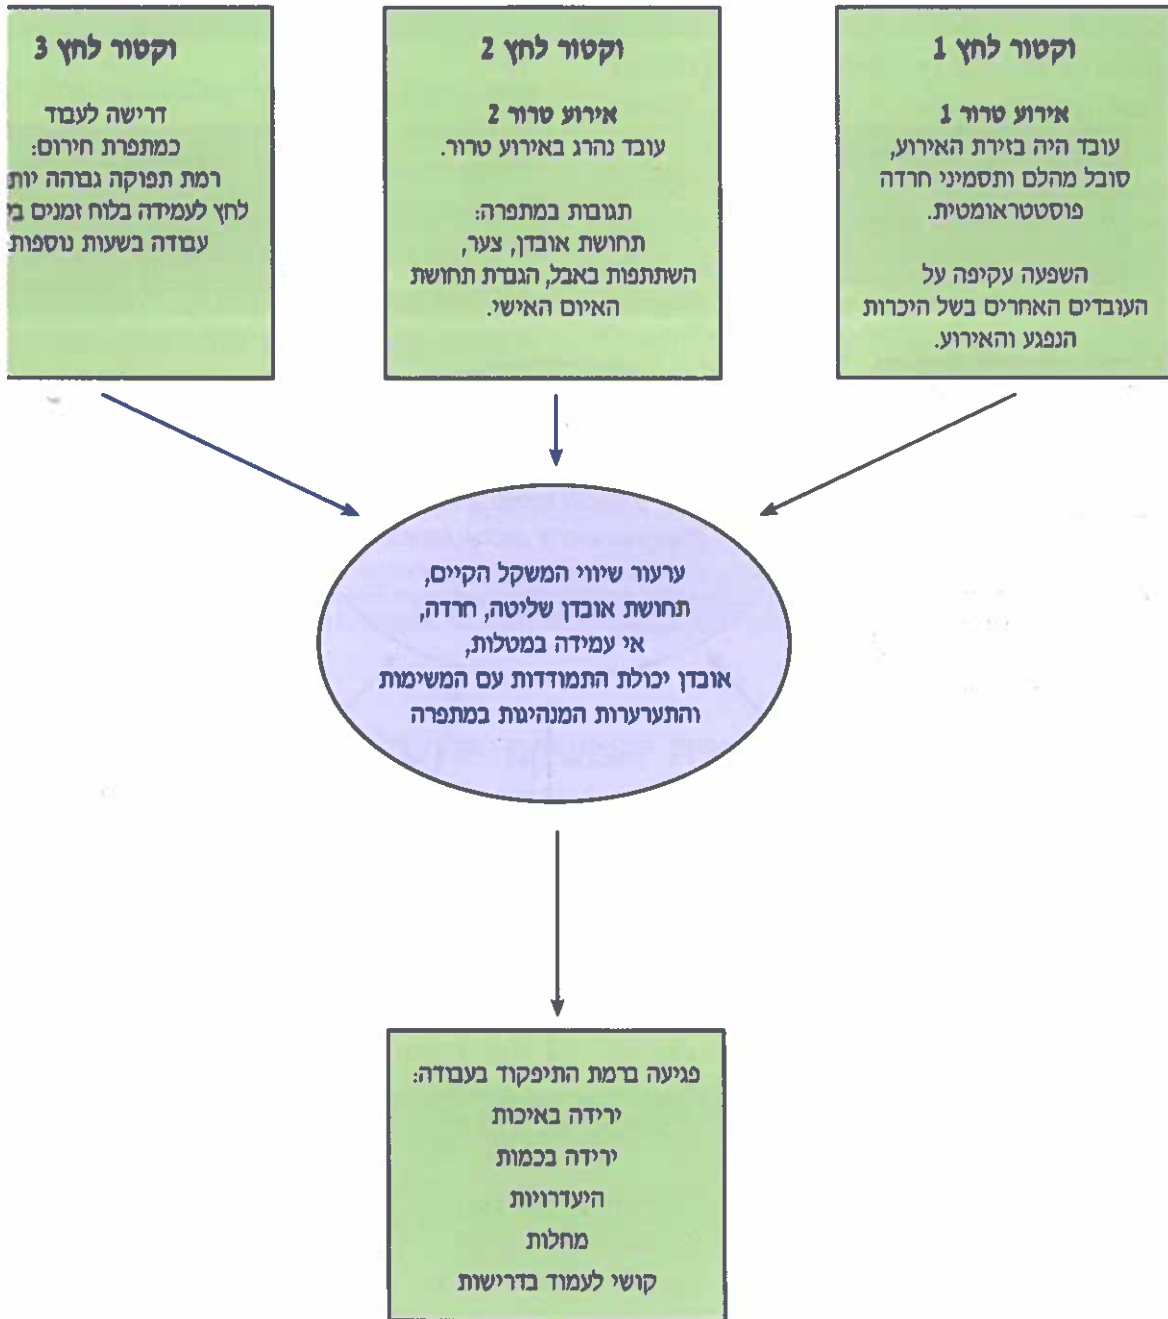 וקטור לחץ 1
אירוע טרור 1
עובד היה בזירת האירוע,
סובל מהלם ותסמיני חרדה
פוסטטראומטית.
השפעה עקיפה על
העובדים האחרים בשל היכרות
הנפגע והאירוע.
וקטור לחץ 2
אירוע טרור 2
עובד נהרג באירוע טרור.
תגובות במתפרה:
תחושת אובדן, צער,
השתתפות באבל, הגברת תחושת
האיום האישי.
וקטור לחץ 3
דרישה לעבוד
כמתפרת חירום:
רמת תפוקה גבוהה
לחץ לעמידה בלוח זמנים
עבודה בשעות נוספות
ערעור שיווי המשקל הקיים,
תחושת אובדן שליטה, חרדה,
אי עמידה במטלות,
אובדן יכולת התמודדות עם המשימות
והתערערות המנהיגות במתפרה
פגיעה ברמת התיפקוד בעבודה:
ירידה באיכות
ירידה בכמות
היעדרויות
מחלות
קושי לעמוד בדרישות